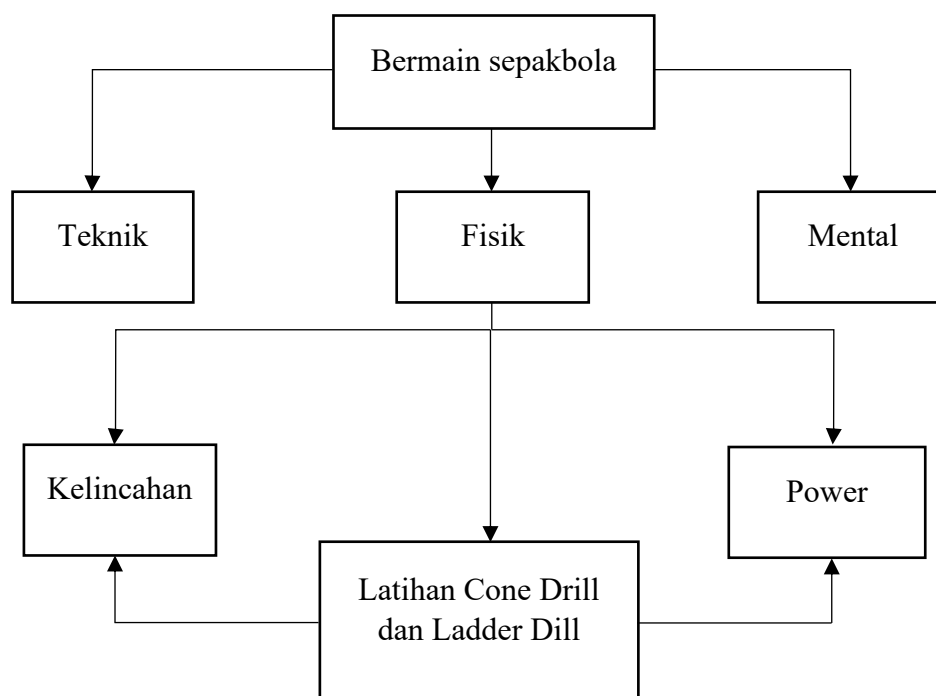 Bermain sepakbola
Teknik
Fisik
Mental
Kelincahan
Power
Latihan Cone Drill
dan Ladder Dill